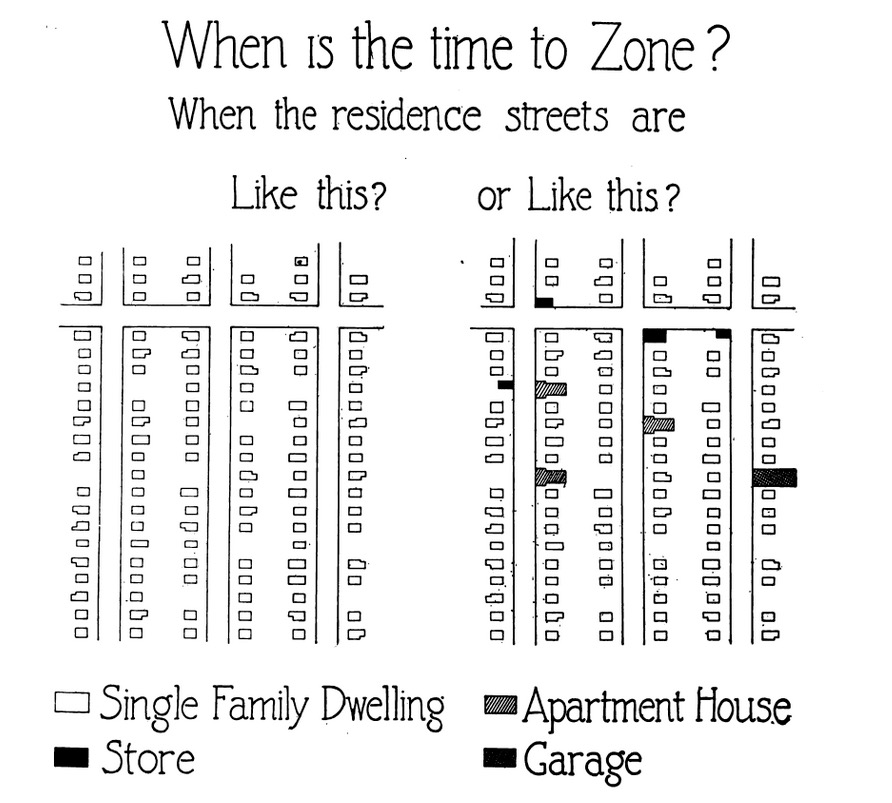 When is the time to Zone?
When the residence streets are
Like this? or Like this?
Single Family Dwelling
Store
Apartment House
Garage